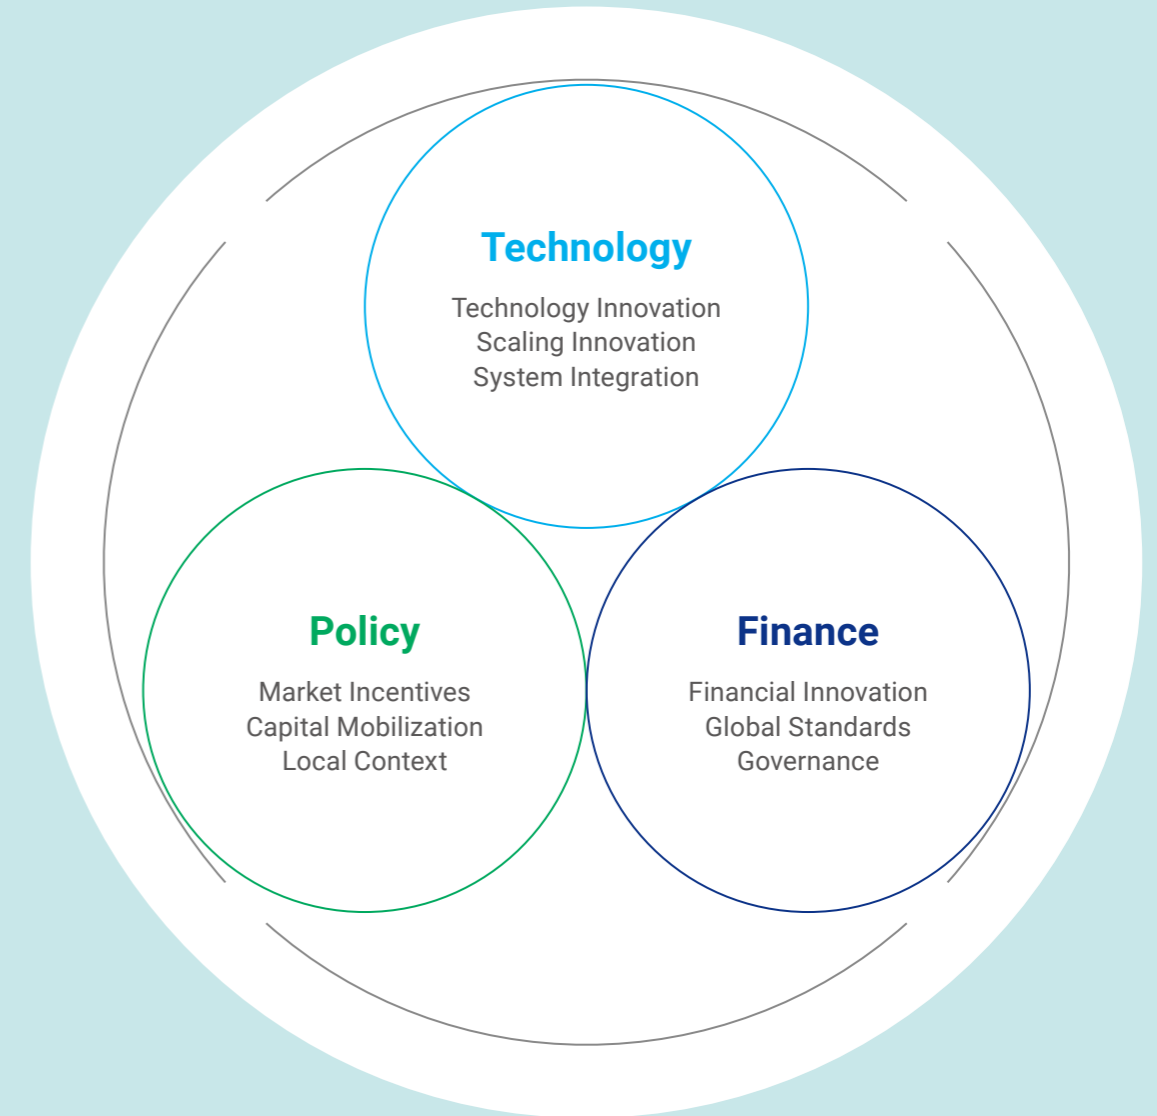 Technology
Technology Innovation
Scaling Innovation
System Integration
Policy
Market Incentives
Capital Mobilization
Local Context
Finance
Financial Innovation
Global Standards
Governance